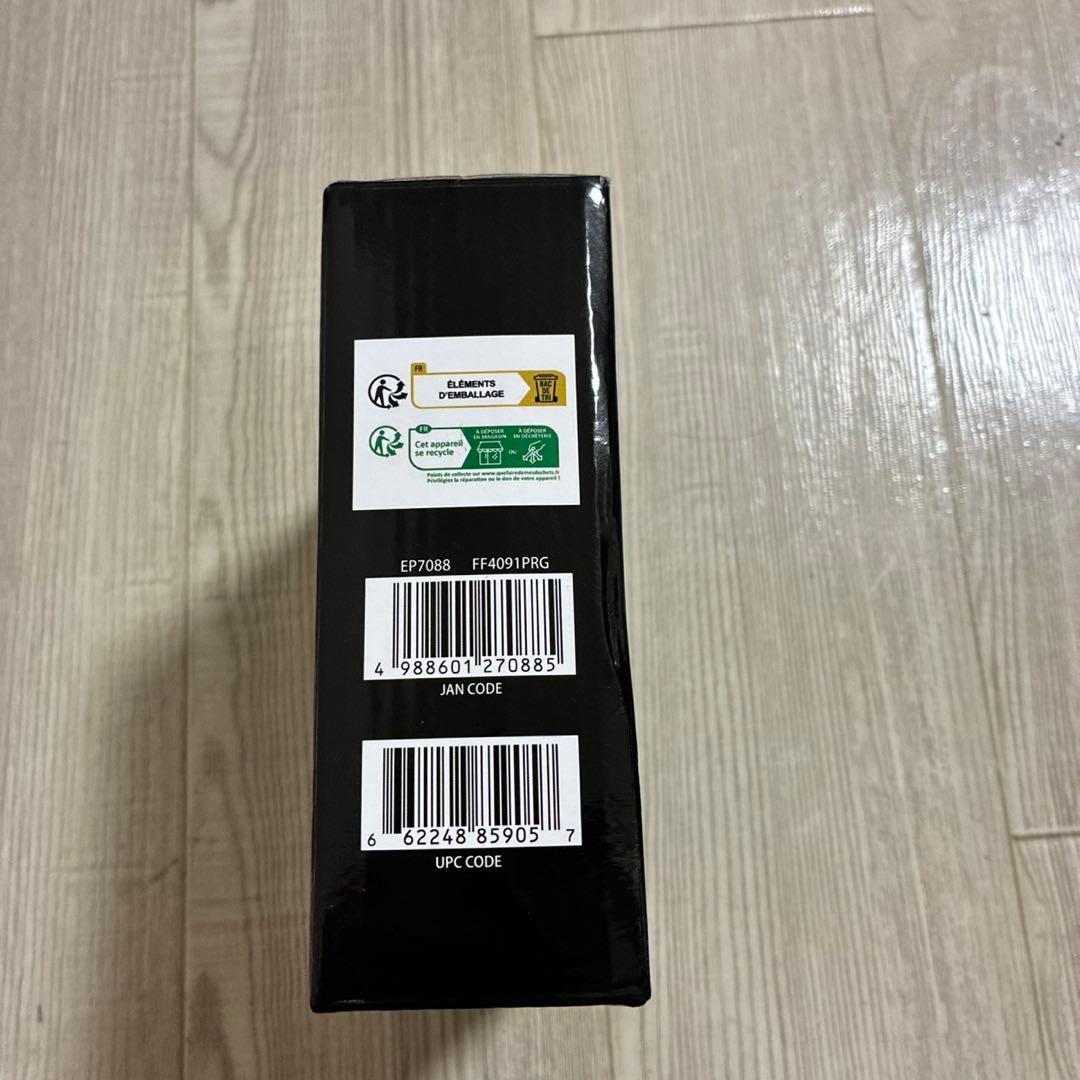 FR
ÉLÉMENTS
D'EMBALLAGE
BAC
DE
TRI
FR
Cet appareil
se recycle
À DÉPOSER
EN MAGASIN
OU
À DÉPOSER
EN DÉCHÈTERIE
Points de collecte sur www.quefairedemesdechets.fr
Privilégiez la réparation ou le don de votre appareil !
EP7088 FF4091PRG
4 988601 270885
JAN CODE
6 62248 85905 7
UPC CODE